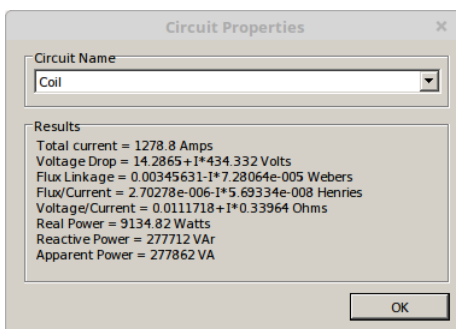 Circuit Properties
Circuit Name
Coil
Results
Total current = 1278.8 Amps
Voltage Drop = 14.2865+I*434.332 Volts
Flux Linkage = 0.00345631-I*7.28064e-005 Webers
Flux/Current = 2.70278e-006-I*5.69334e-008 Henries
Voltage/Current = 0.0111718+I*0.33964 Ohms
Real Power = 9134.82 Watts
Reactive Power = 277712 VAr
Apparent Power = 277862 VA
OK